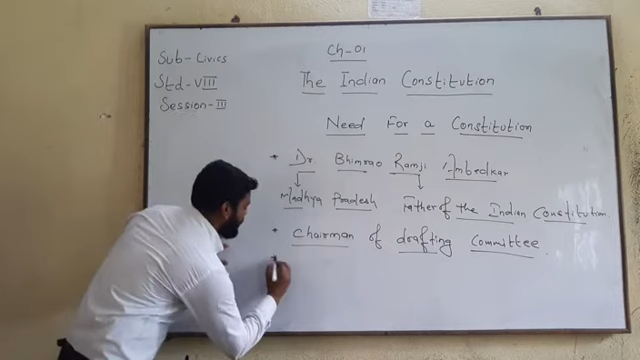 Sub- Civics
Std- VIII
Session- III
Ch-01
The Indian Constitution
Need For a Constitution
* Dr. Bhimrao Ramji Ambedkar
Madhya Pradesh
Father of the Indian Constitution.
* Chairman of drafting Committee